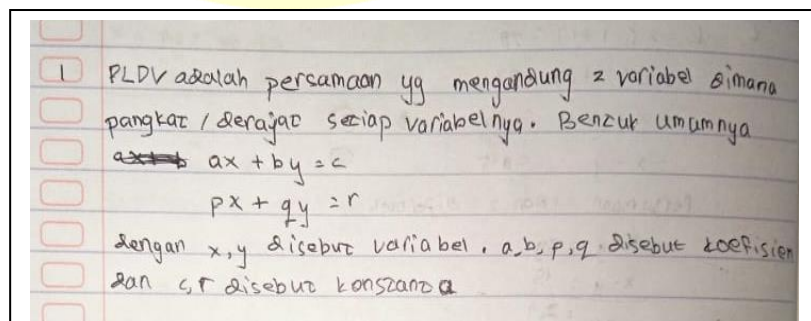 1 PLDV adalah persamaan yg mengandung 2 variabel dimana
pangkat / derajat setiap variabelnya. Bentuk umumnya
ax + by = c
px + qy = r
dengan x, y disebut variabel. a, b, p, q disebut koefisien
dan c, r disebut konstanta